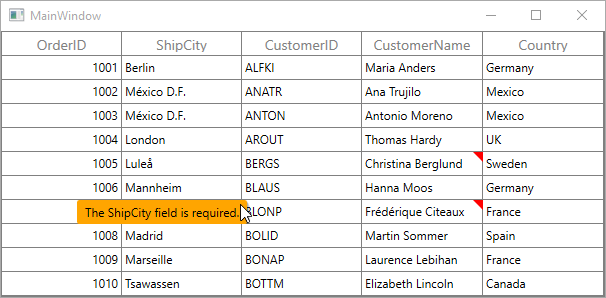 MainWindow
OrderID ShipCity CustomerID CustomerName Country
1001 Berlin ALFKI Maria Anders Germany
1002 México D.F. ANATR Ana Trujilo Mexico
1003 México D.F. ANTON Antonio Moreno Mexico
1004 London AROUT Thomas Hardy UK
1005 Luleå BERGS Christina Berglund Sweden
1006 Mannheim BLAUS Hanna Moos Germany
The ShipCity field is required. BLONP Frédérique Citeaux France
1008 Madrid BOLID Martin Sommer Spain
1009 Marseille BONAP Laurence Lebihan France
1010 Tsawassen BOTTM Elizabeth Lincoln Canada